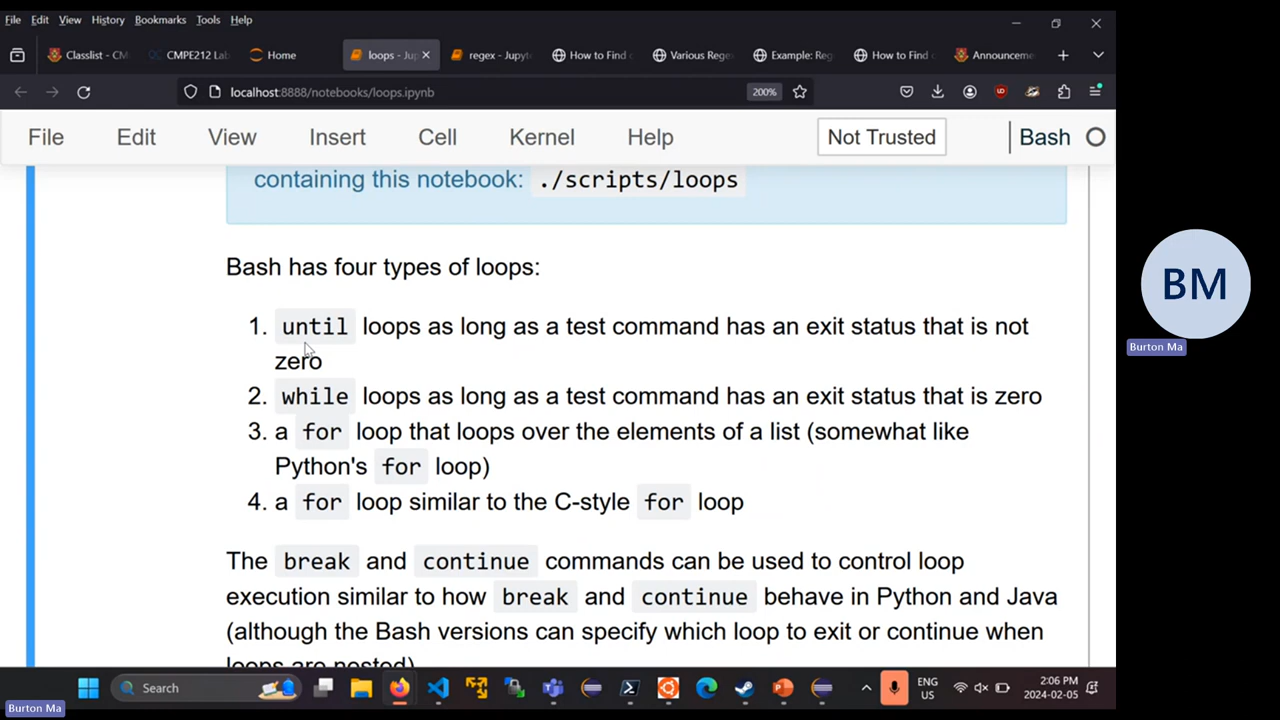 File Edit View History Bookmarks Tools Help
Classlist - CM CMPE212 Lab Home loops - Jup regex - Jupyt How to Find Various Rege Example: Reg How to Find Announceme
localhost:8888/notebooks/loops.ipynb 200%
File Edit View Insert Cell Kernel Help Not Trusted Bash
containing this notebook: ./scripts/loops
Bash has four types of loops:
1. until loops as long as a test command has an exit status that is not
zero
2. while loops as long as a test command has an exit status that is zero
3. a for loop that loops over the elements of a list (somewhat like
Python's for loop)
4. a for loop similar to the C-style for loop
The break and continue commands can be used to control loop
execution similar to how break and continue behave in Python and Java
(although the Bash versions can specify which loop to exit or continue when
loops are nested)
BM
Burton Ma
Search
ENG
US
2:06 PM
2024-02-05
Burton Ma